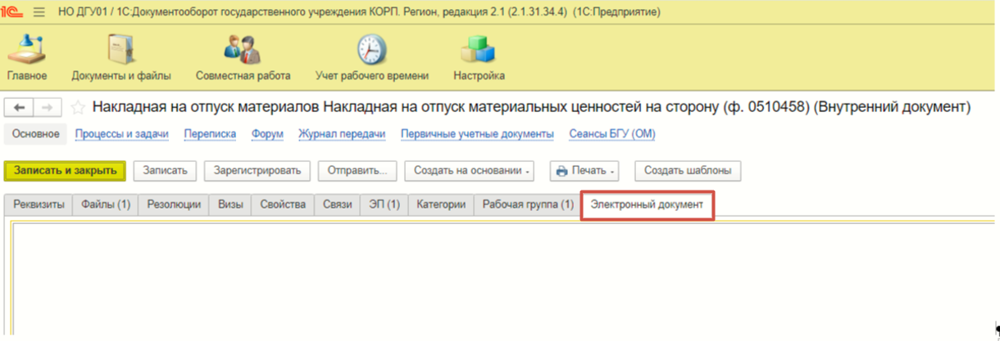 1С НО ДГУ01 / 1С:Документооборот государственного учреждения КОРП. Регион, редакция 2.1 (2.1.31.34.4) (1С:Предприятие)
Главное Документы и файлы Совместная работа Учет рабочего времени Настройка
Накладная на отпуск материалов Накладная на отпуск материальных ценностей на сторону (ф. 0510458) (Внутренний документ)
Основное Процессы и задачи Переписка Форум Журнал передачи Первичные учетные документы Сеансы БГУ (ОМ)
Записать и закрыть Записать Зарегистрировать Отправить... Создать на основании Печать Создать шаблоны
Реквизиты Файлы (1) Резолюции Визы Свойства Связи ЭП (1) Категории Рабочая группа (1) Электронный документ